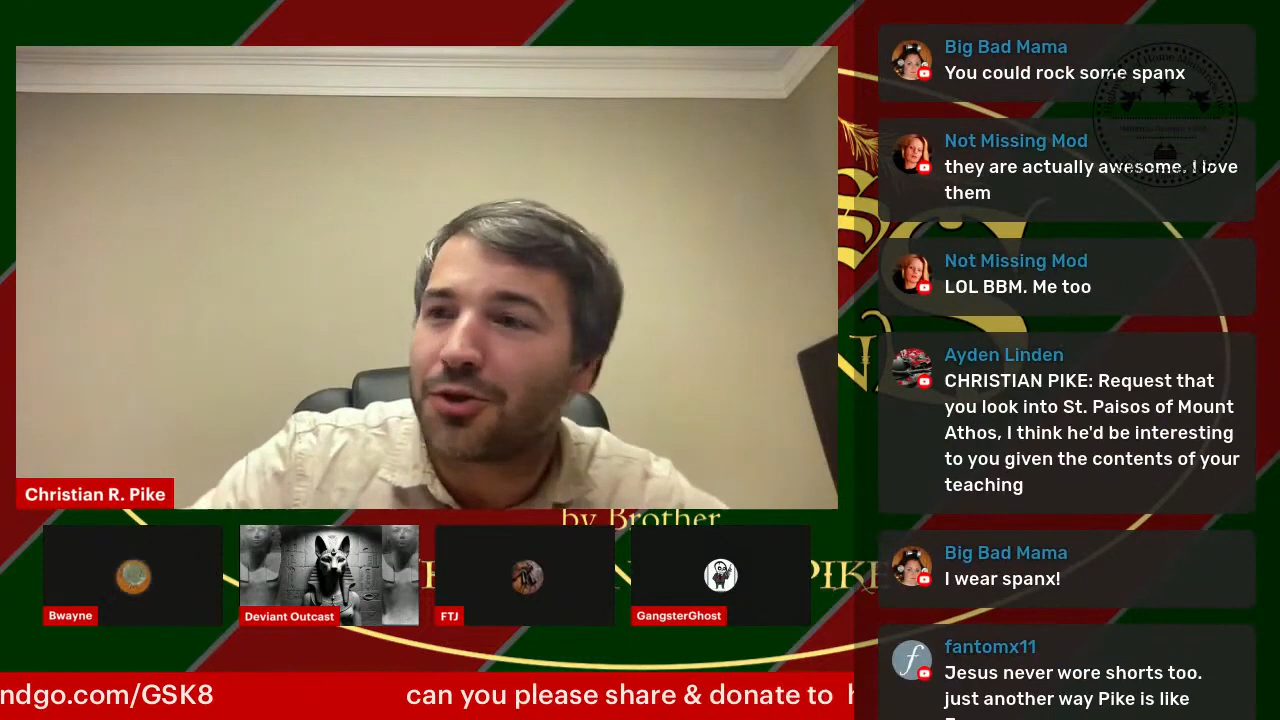 Big Bad Mama
You could rock some spanx
Not Missing Mod
they are actually awesome. I love
them
Not Missing Mod
LOL BBM. Me too
Ayden Linden
CHRISTIAN PIKE: Request that
you look into St. Paisos of Mount
Athos, I think he'd be interesting
to you given the contents of your
teaching
Big Bad Mama
I wear spanx!
fantomx11
Jesus never wore shorts too.
just another way Pike is like
Christian R. Pike
by Brother
PIKE
Bwayne
Deviant Outcast
FTJ
GangsterGhost
ndgo.com/GSK8
can you please share & donate to h